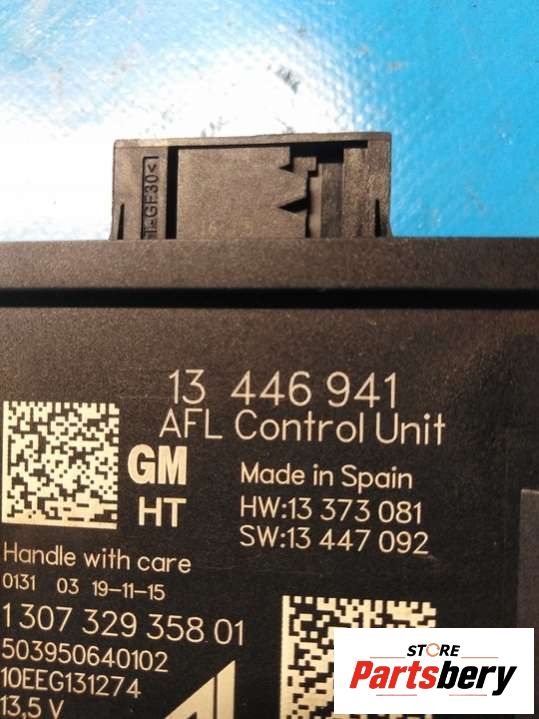 -GF30<
13 446 941
AFL Control Unit
GM
HT
Made in Spain
HW:13 373 081
SW:13 447 092
Handle with care
0131 03 19-11-15
1 307 329 358 01
503950640102
10EEG131274
13,5 V
STORE
Partsbery